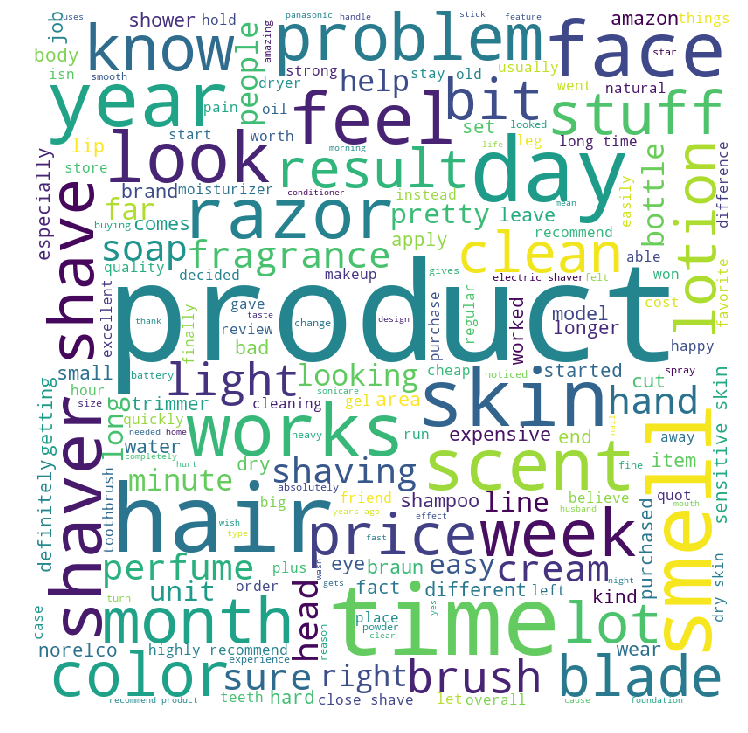 job
shower
hold
panasonic
handle
stick
feature
amazon
things
uses
know
people
amazing
problem
face
star
body
isn
smooth
strong
help
stay
old
usually
went
natural
year
pain
dryer
oil
feel
bit
stuff
lip
start
worth
set
looked
leg
long time
especially
store
look
morning
life
result
day
easily
bottle
lotion
difference
brand
moisturizer
conditioner
instead
mean
buying
far
comes
razor
pretty
leave
recommend
shave
soap
fragrance
apply
clean
able
won
favorite
quality
decided
makeup
gives
electric shaver
felt
excellent
thank
product
gave
taste
change
design
purchase
regular
worked
model
longer
cost
finally
review
happy
small
bad
light
looking
cheap
noticed
skin
started
cut
spray
hour
battery
size
trimmer
cleaning
sonicare
gel
area
hand
shaver
long
quickly
works
run
expensive
end
nail
away
getting
needed
home
water
heavy
scent
smell
sensitive skin
definitely
toothbrush
completely
hurt
minute
dry
shaving
fine
item
hair
absolutely
big
friend
shampoo
line
believe
quot
years ago
price
week
effect
husband
mouth
wish
type
fast
perfume
plus
eye
braun
easy
cream
purchased
dry skin
case
turn
unit
order
wash
gets
fact
different
left
kind
night
month
head
place
powder
yes
time
lot
clear
norelco
highly recommend
reason
wear
experience
color
sure
right
brush
blade
recommend product
teeth
hard
close shave
let
overall
cause
foundation